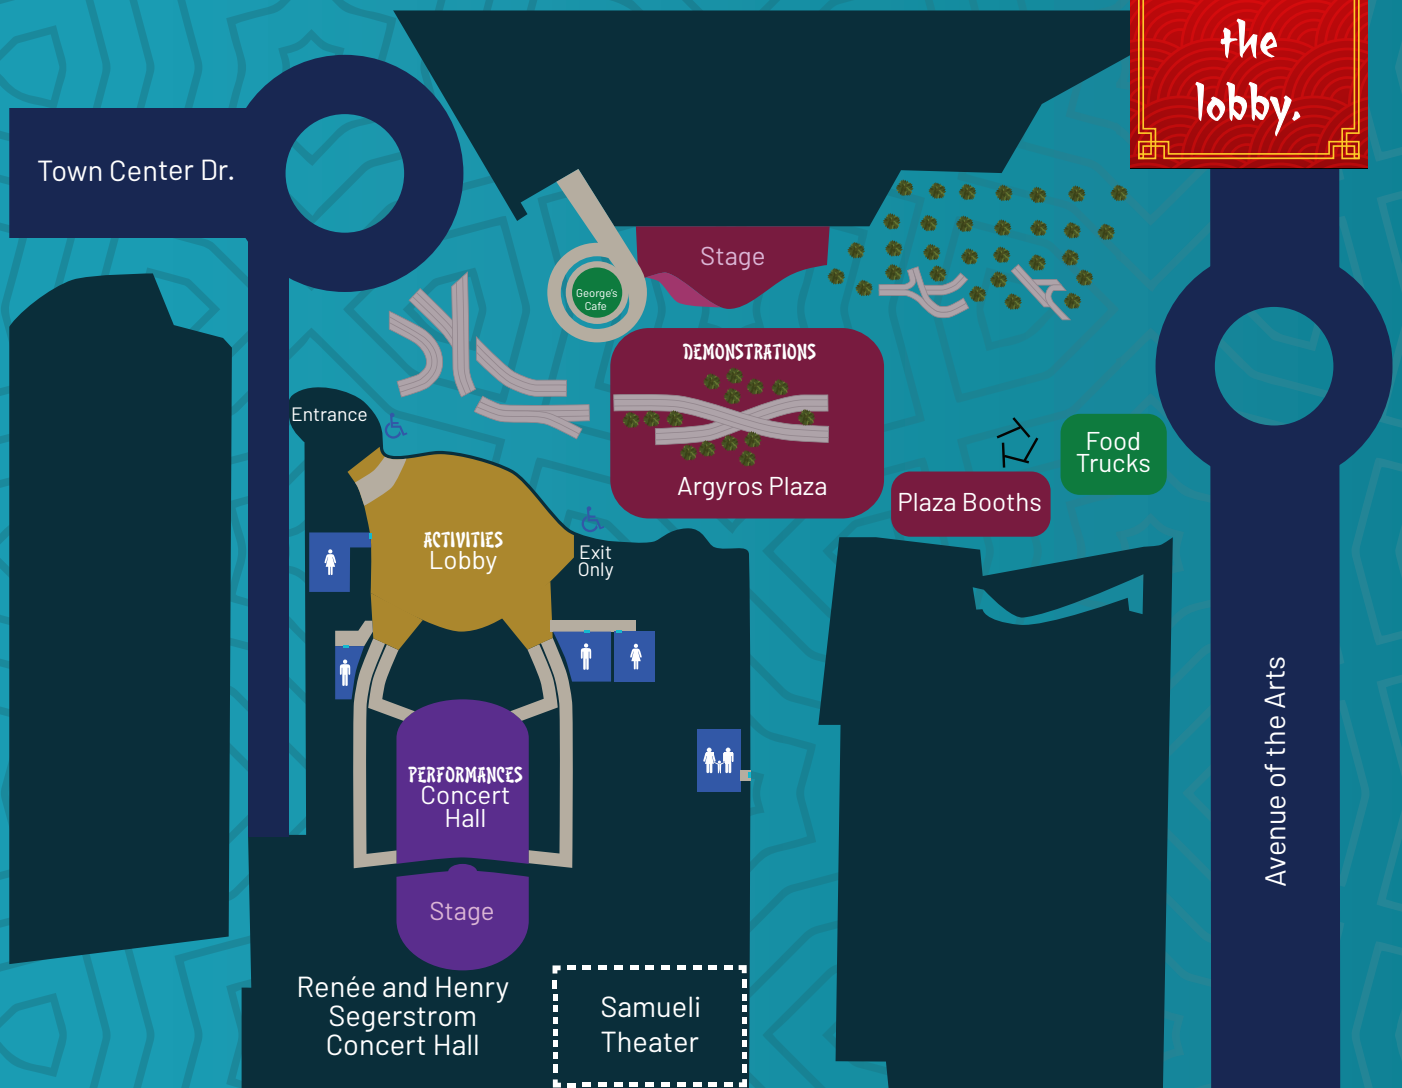 the
lobby.
Town Center Dr.
Stage
George's
Cafe
DEMONSTRATIONS
Entrance
Food
Trucks
Argyros Plaza
Plaza Booths
ACTIVITIES
Lobby
Exit
Only
Avenue of the Arts
PERFORMANCES
Concert
Hall
Stage
Renée and Henry
Segerstrom
Concert Hall
Samueli
Theater